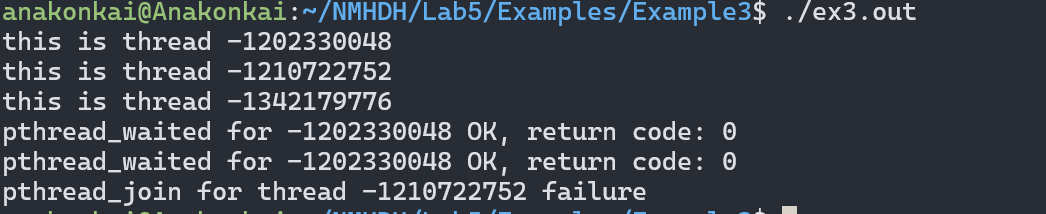 anakonkai@Anakonkai:~/NMHDH/Lab5/Examples/Example3$ ./ex3.out
this is thread -1202330048
this is thread -1210722752
this is thread -1342179776
pthread_waited for -1202330048 OK, return code: 0
pthread_waited for -1202330048 OK, return code: 0
pthread_join for thread -1210722752 failure